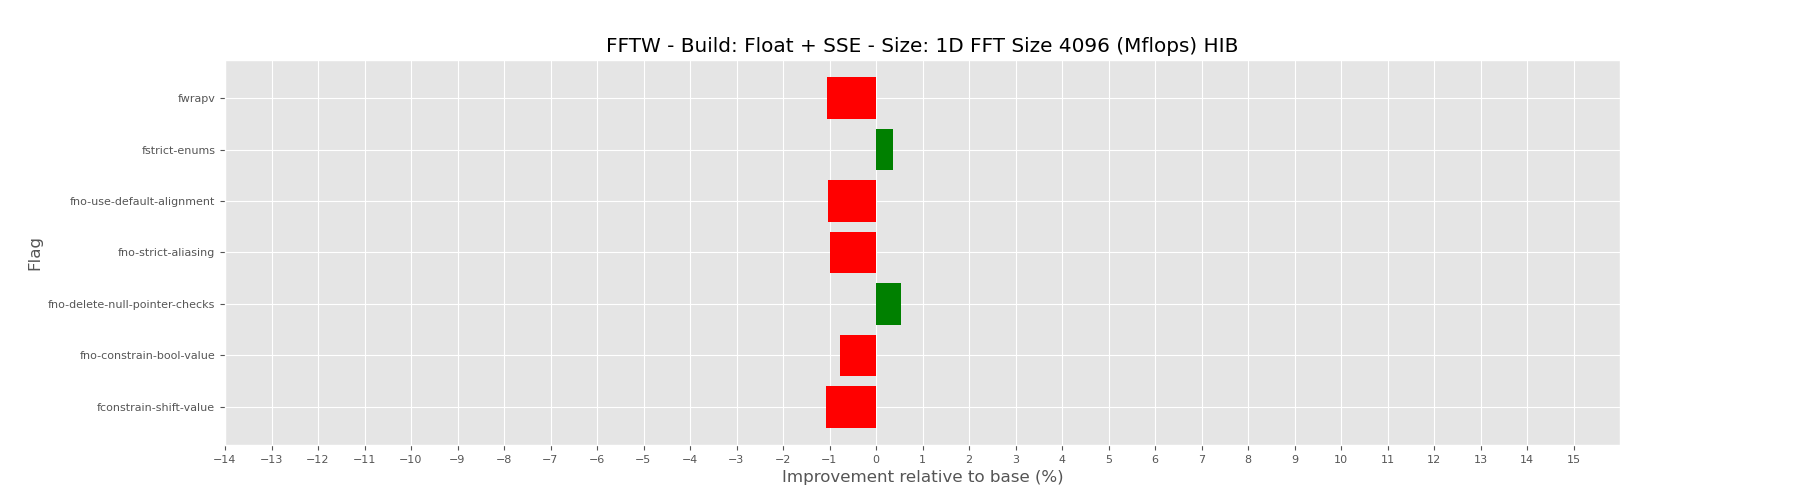 FFTW - Build: Float + SSE - Size: 1D FFT Size 4096 (Mflops) HIB
fwrapv
fstrict-enums
fno-use-default-alignment
fno-strict-aliasing
Flag
fno-delete-null-pointer-checks
fno-constrain-bool-value
fconstrain-shift-value
−14 −13 −12 −11 −10 −9 −8 −7 −6 −5 −4 −3 −2 −1 0 1 2 3 4 5 6 7 8 9 10 11 12 13 14 15
Improvement relative to base (%)